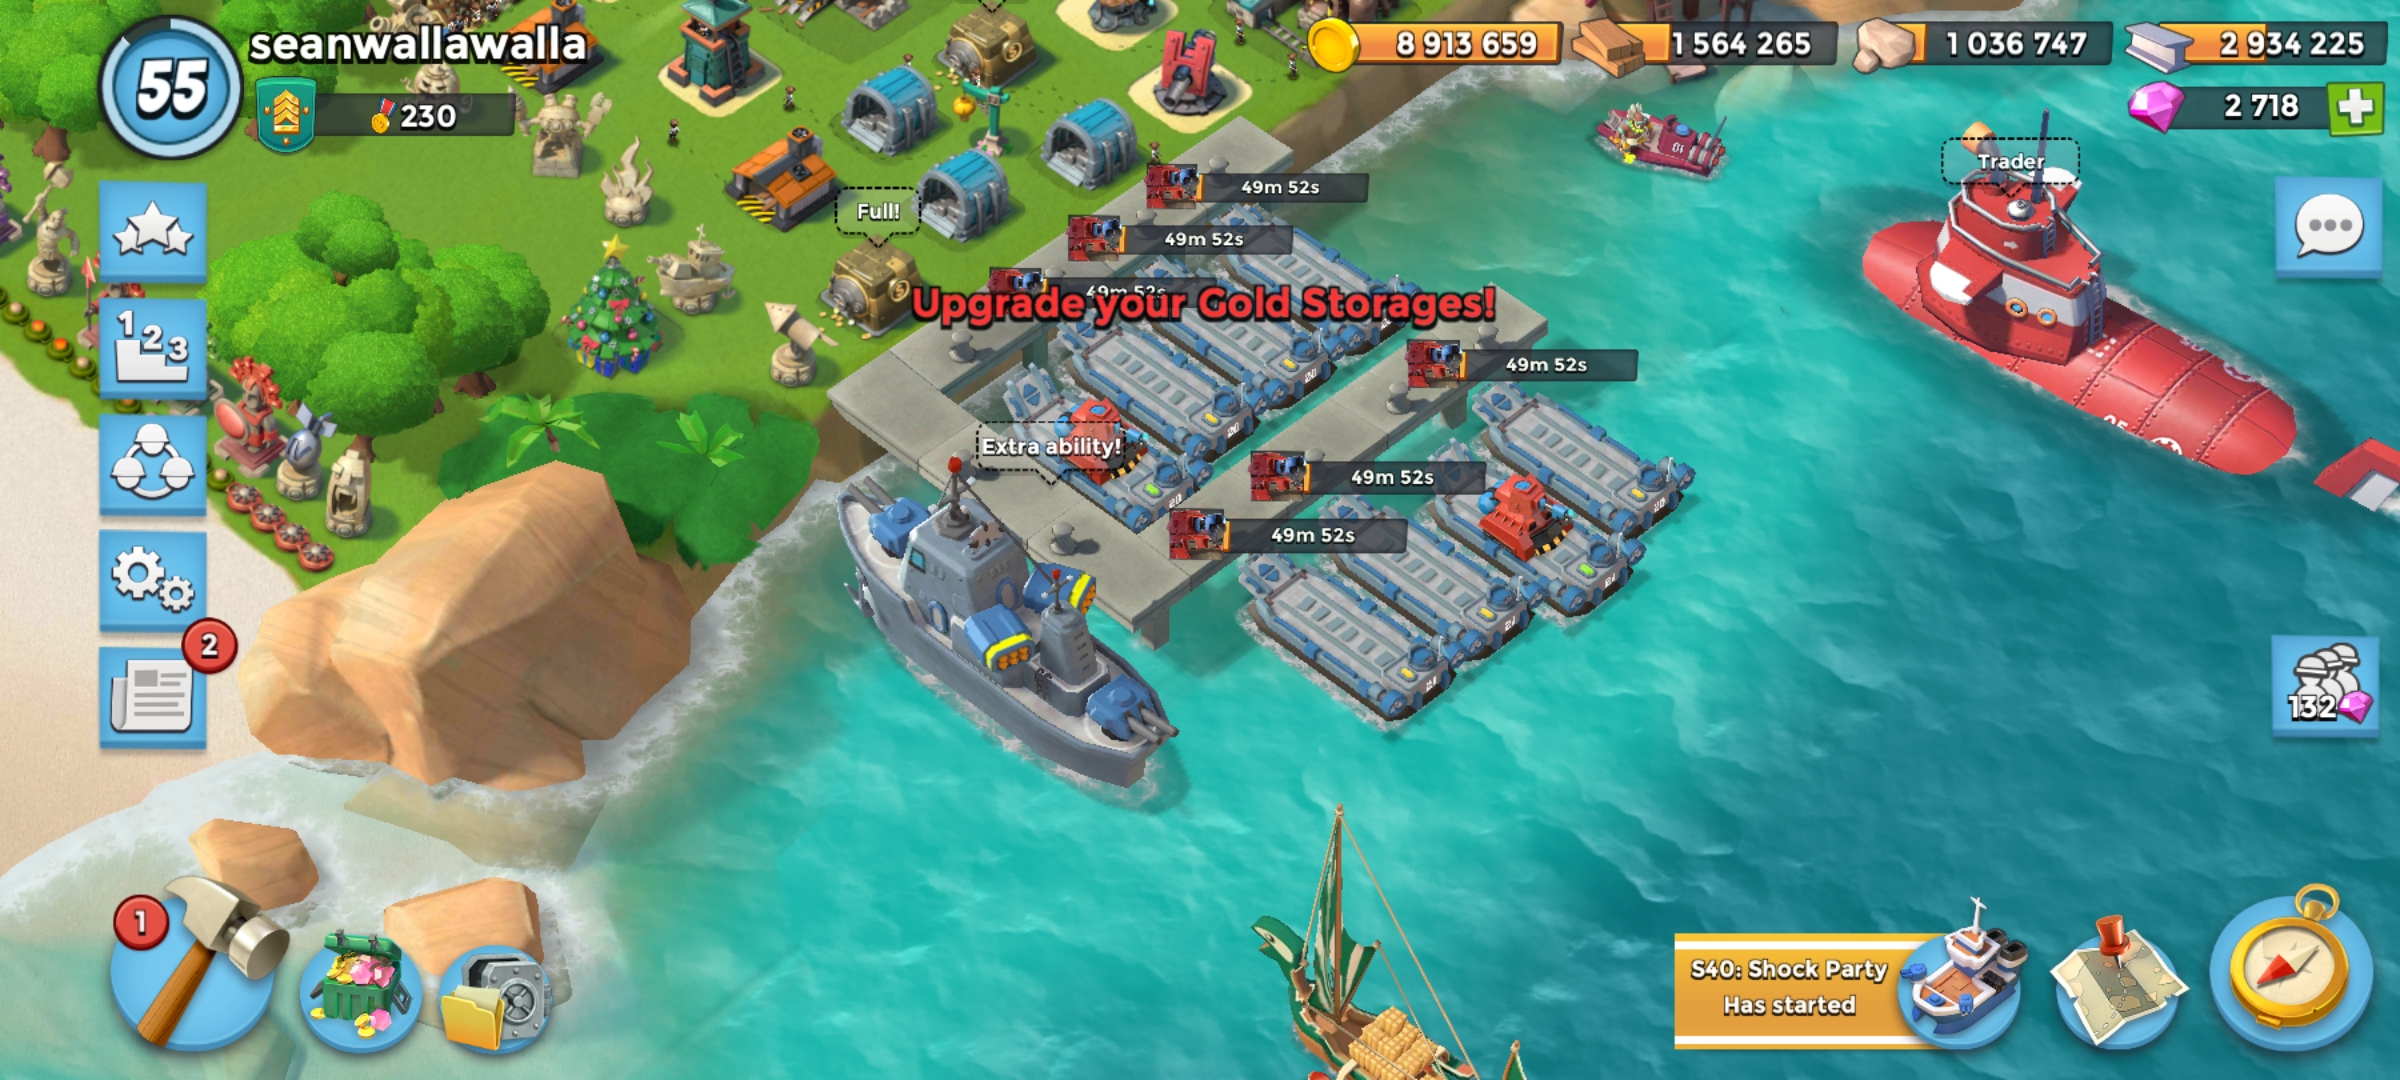 55
seanwallawalla
230
8 913 659
1 564 265
1 036 747
2 934 225
2 718
Trader
49m 52s
49m 52s
49m 52s
Full!
Upgrade your Gold Storages!
49m 52s
Extra ability!
49m 52s
49m 52s
1 2 3
2
132
1
S40: Shock Party
Has started